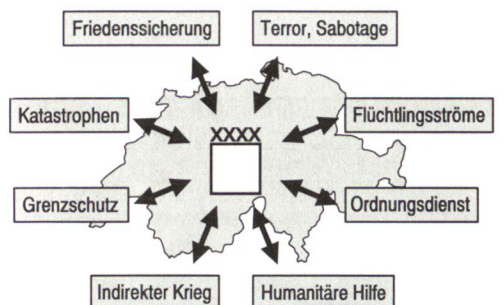 Friedenssicherung
Terror, Sabotage
Katastrophen
XXXX
Flüchtlingsströme
Grenzschutz
Ordnungsdienst
Indirekter Krieg
Humanitäre Hilfe